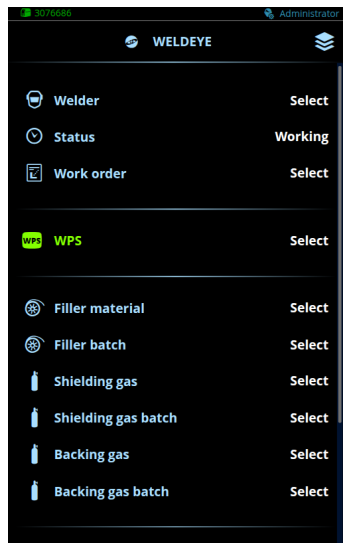 3076686 Administrator
WELDEYE
Welder Select
Status Working
Work order Select
WPS WPS Select
Filler material Select
Filler batch Select
Shielding gas Select
Shielding gas batch Select
Backing gas Select
Backing gas batch Select